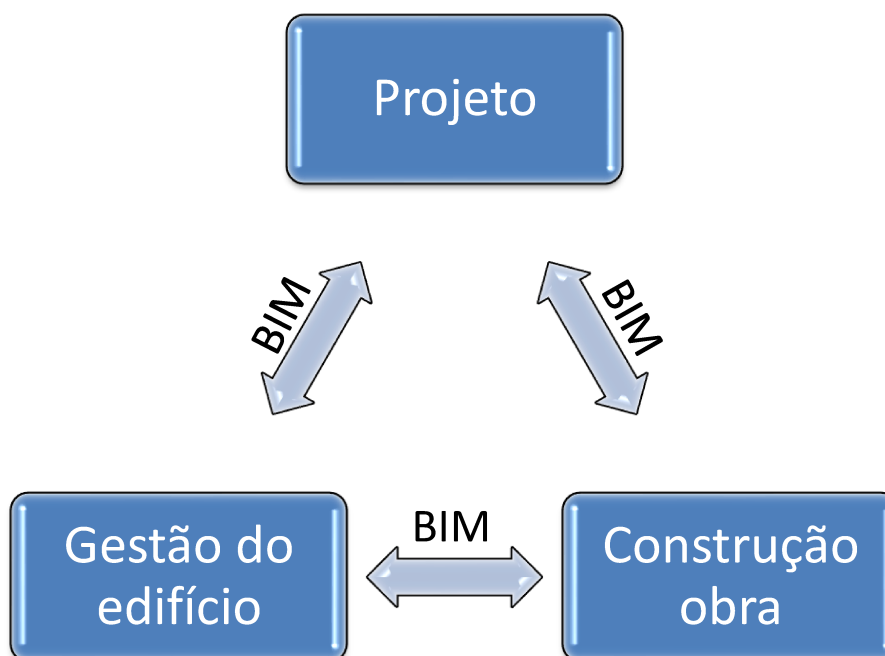 Projeto
BIM
BIM
BIM
Gestão do
edifício
Construção
obra